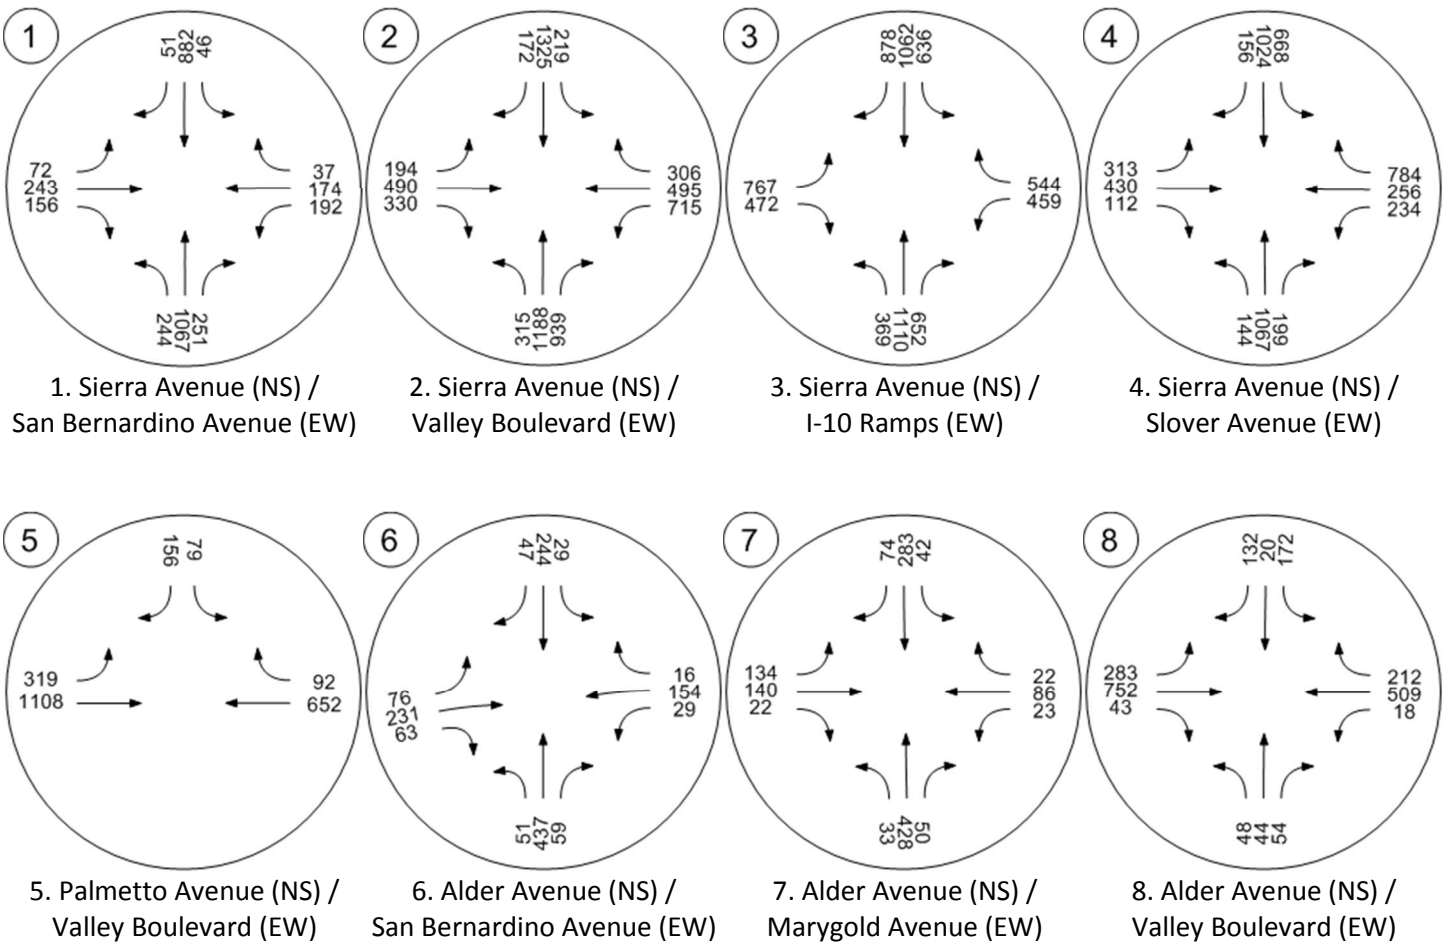 1
51 882 46
72
243
156
37
174
192
244 1067 251
1. Sierra Avenue (NS) /
San Bernardino Avenue (EW)
2
172 1325 219
194
490
330
306
495
715
315 1188 639
2. Sierra Avenue (NS) /
Valley Boulevard (EW)
3
878 1062 636
767
472
544
459
369 1110 652
3. Sierra Avenue (NS) /
I-10 Ramps (EW)
4
156 1024 668
313
430
112
784
256
234
144 1067 199
4. Sierra Avenue (NS) /
Slover Avenue (EW)
5
156 79
319
1108
92
652
5. Palmetto Avenue (NS) /
Valley Boulevard (EW)
6
47 244 29
76
231
63
16
154
29
51 437 59
6. Alder Avenue (NS) /
San Bernardino Avenue (EW)
7
74 283 42
134
140
22
22
86
23
33 428 50
7. Alder Avenue (NS) /
Marygold Avenue (EW)
8
132 20 172
283
752
43
212
509
18
48 44 54
8. Alder Avenue (NS) /
Valley Boulevard (EW)